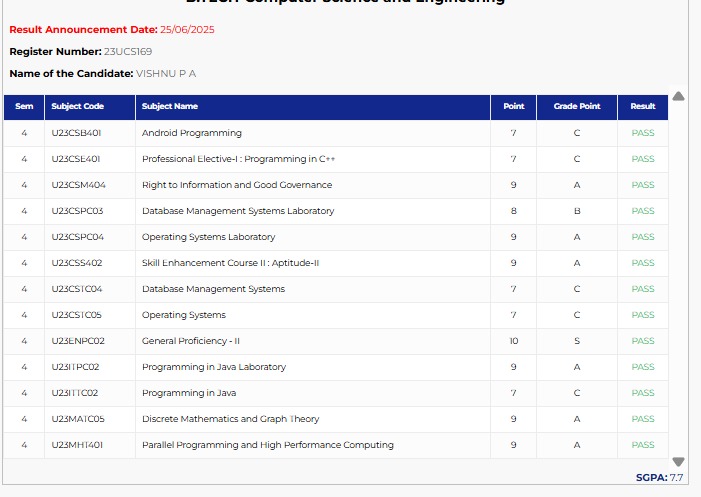 B.TECH Computer Science and Engineering
Result Announcement Date: 25/06/2025
Register Number: 23UCS169
Name of the Candidate: VISHNU P A
Sem Subject Code Subject Name Point Grade Point Result
4 U23CSB401 Android Programming 7 C PASS
4 U23CSE401 Professional Elective-I : Programming in C++ 7 C PASS
4 U23CSM404 Right to Information and Good Governance 9 A PASS
4 U23CSPC03 Database Management Systems Laboratory 8 B PASS
4 U23CSPC04 Operating Systems Laboratory 9 A PASS
4 U23CSS402 Skill Enhancement Course II : Aptitude-II 9 A PASS
4 U23CSTC04 Database Management Systems 7 C PASS
4 U23CSTC05 Operating Systems 7 C PASS
4 U23ENPC02 General Proficiency - II 10 S PASS
4 U23ITPC02 Programming in Java Laboratory 9 A PASS
4 U23ITTC02 Programming in Java 7 C PASS
4 U23MATC05 Discrete Mathematics and Graph Theory 9 A PASS
4 U23MHT401 Parallel Programming and High Performance Computing 9 A PASS
SGPA: 7.7